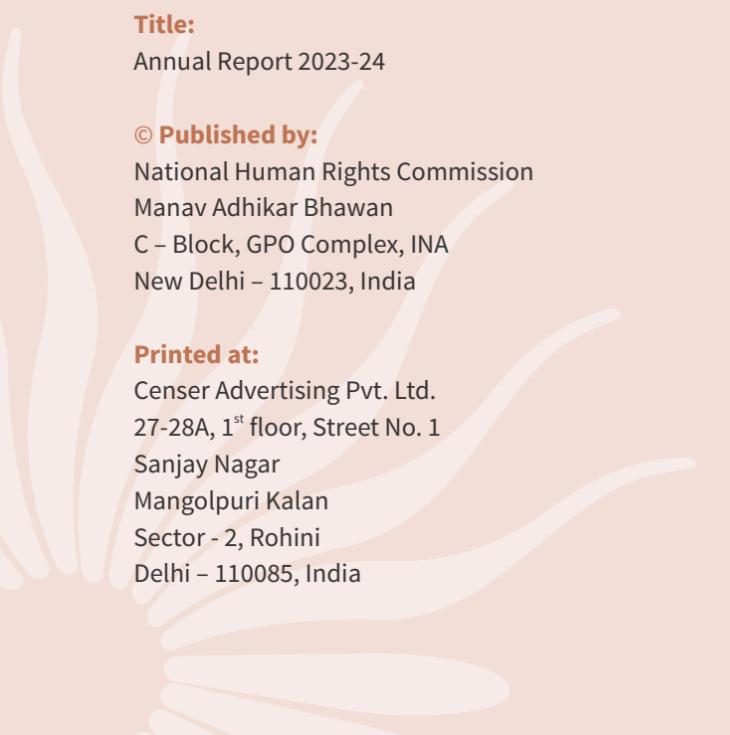 Title:
Annual Report 2023-24
© Published by:
National Human Rights Commission
Manav Adhikar Bhawan
C – Block, GPO Complex, INA
New Delhi – 110023, India
Printed at:
Censer Advertising Pvt. Ltd.
27-28A, 1st floor, Street No. 1
Sanjay Nagar
Mangolpuri Kalan
Sector - 2, Rohini
Delhi – 110085, India